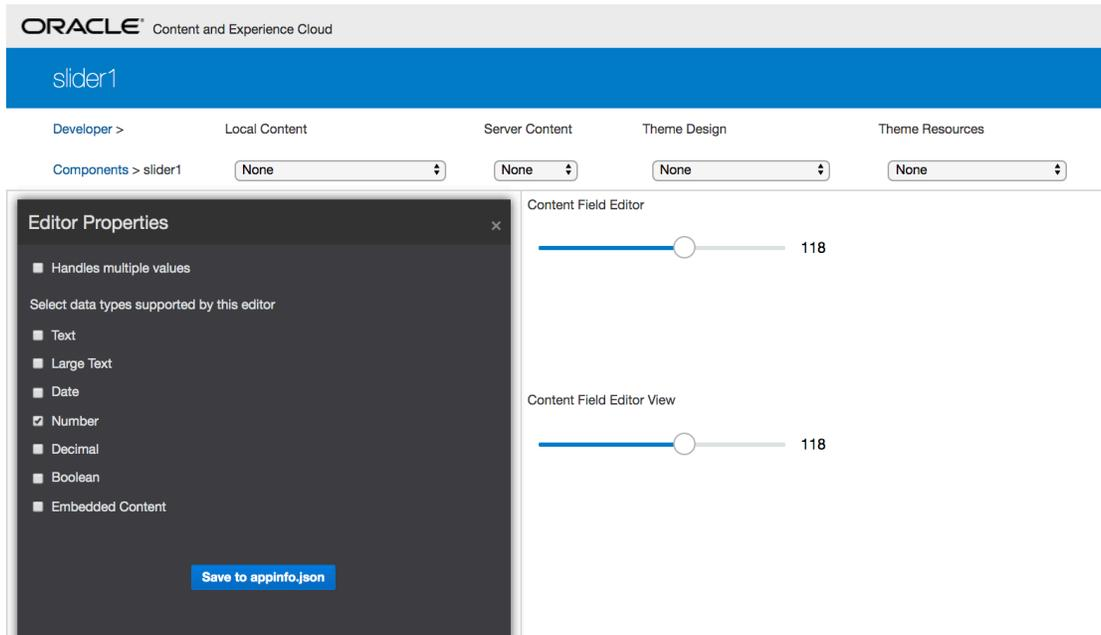 ORACLE® Content and Experience Cloud
slider1
Developer > Local Content Server Content Theme Design Theme Resources
Components > slider1 None None None None
Editor Properties ×
Handles multiple values
Select data types supported by this editor
Text
Large Text
Date
Number
Decimal
Boolean
Embedded Content
Save to appinfo.json
Content Field Editor
118
Content Field Editor View
118